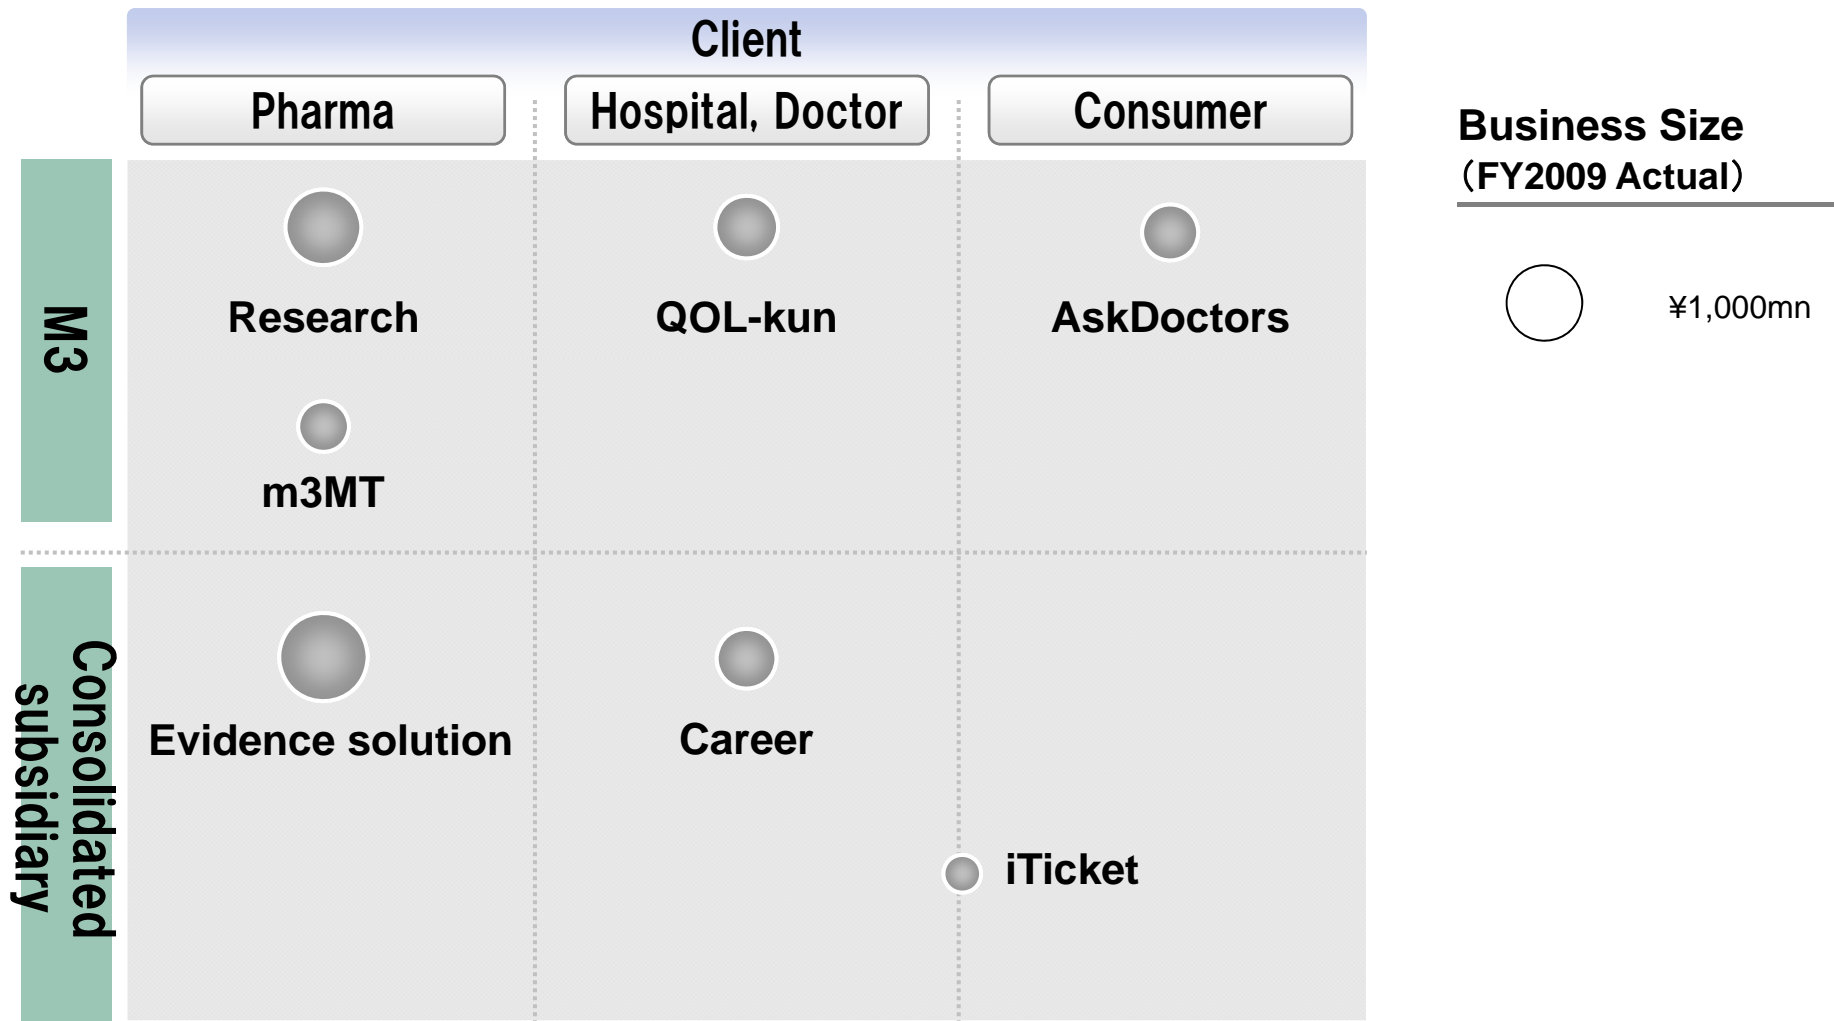 Client
Pharma
Hospital, Doctor
Consumer
Business Size
（FY2009 Actual）
¥1,000mn
M3
Research
QOL-kun
AskDoctors
m3MT
Consolidated
subsidiary
Evidence solution
Career
iTicket